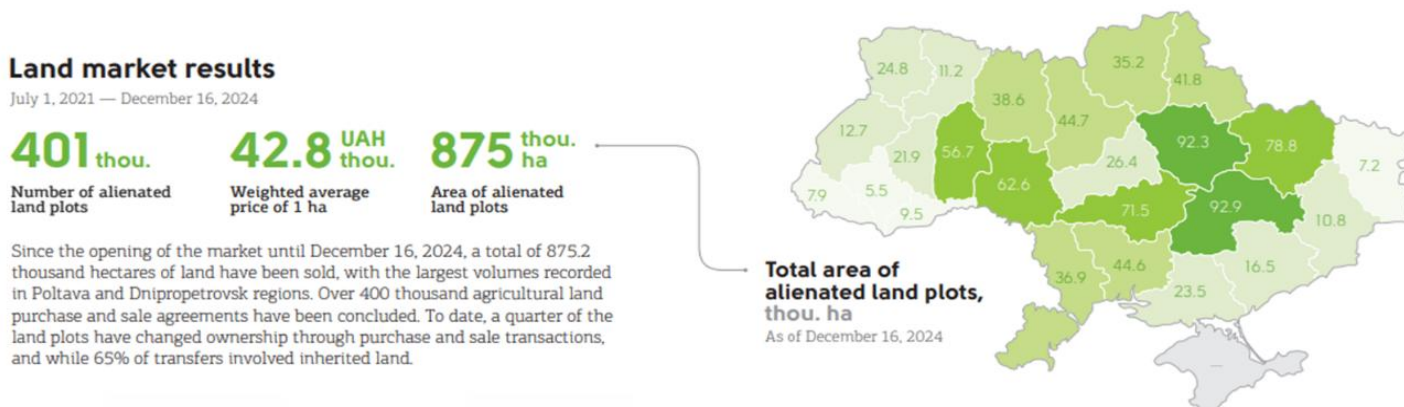 Land market results
July 1, 2021 — December 16, 2024
401 thou.
Number of alienated
land plots
42.8 UAH
thou.
Weighted average
price of 1 ha
875 thou.
ha
Area of alienated
land plots
Since the opening of the market until December 16, 2024, a total of 875.2
thousand hectares of land have been sold, with the largest volumes recorded
in Poltava and Dnipropetrovsk regions. Over 400 thousand agricultural land
purchase and sale agreements have been concluded. To date, a quarter of the
land plots have changed ownership through purchase and sale transactions,
and while 65% of transfers involved inherited land.
Total area of
alienated land plots,
thou. ha
As of December 16, 2024
24.8
11.2
38.6
44.7
35.2
41.8
12.7
21.9
56.7
62.6
26.4
92.3
78.8
7.2
7.9
5.5
9.5
71.5
92.9
10.8
36.9
44.6
23.5
16.5